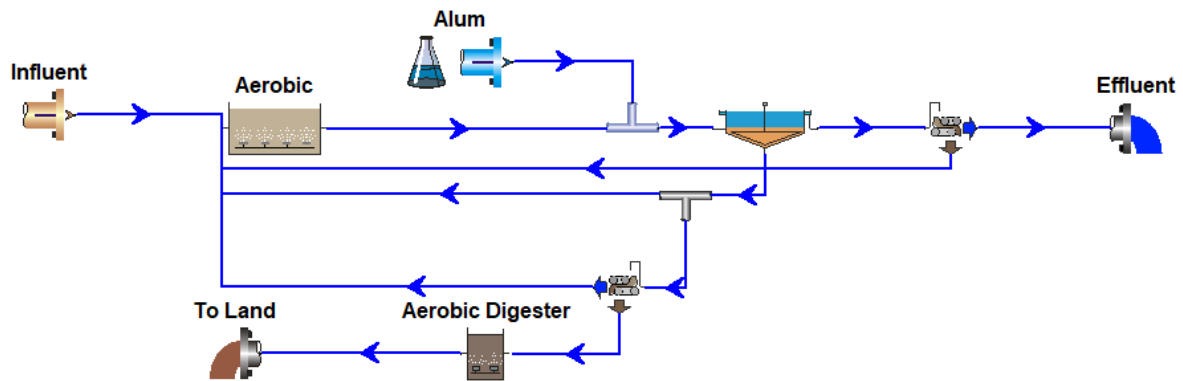 Alum
Influent
Aerobic
Effluent
To Land
Aerobic Digester